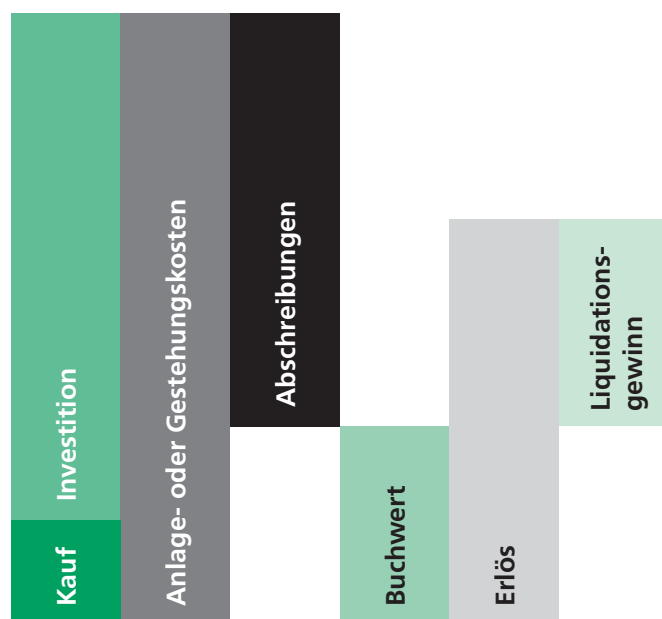 Investition
Kauf
Anlage- oder Gestehungskosten
Abschreibungen
Buchwert
Erlös
Liquidations-
gewinn